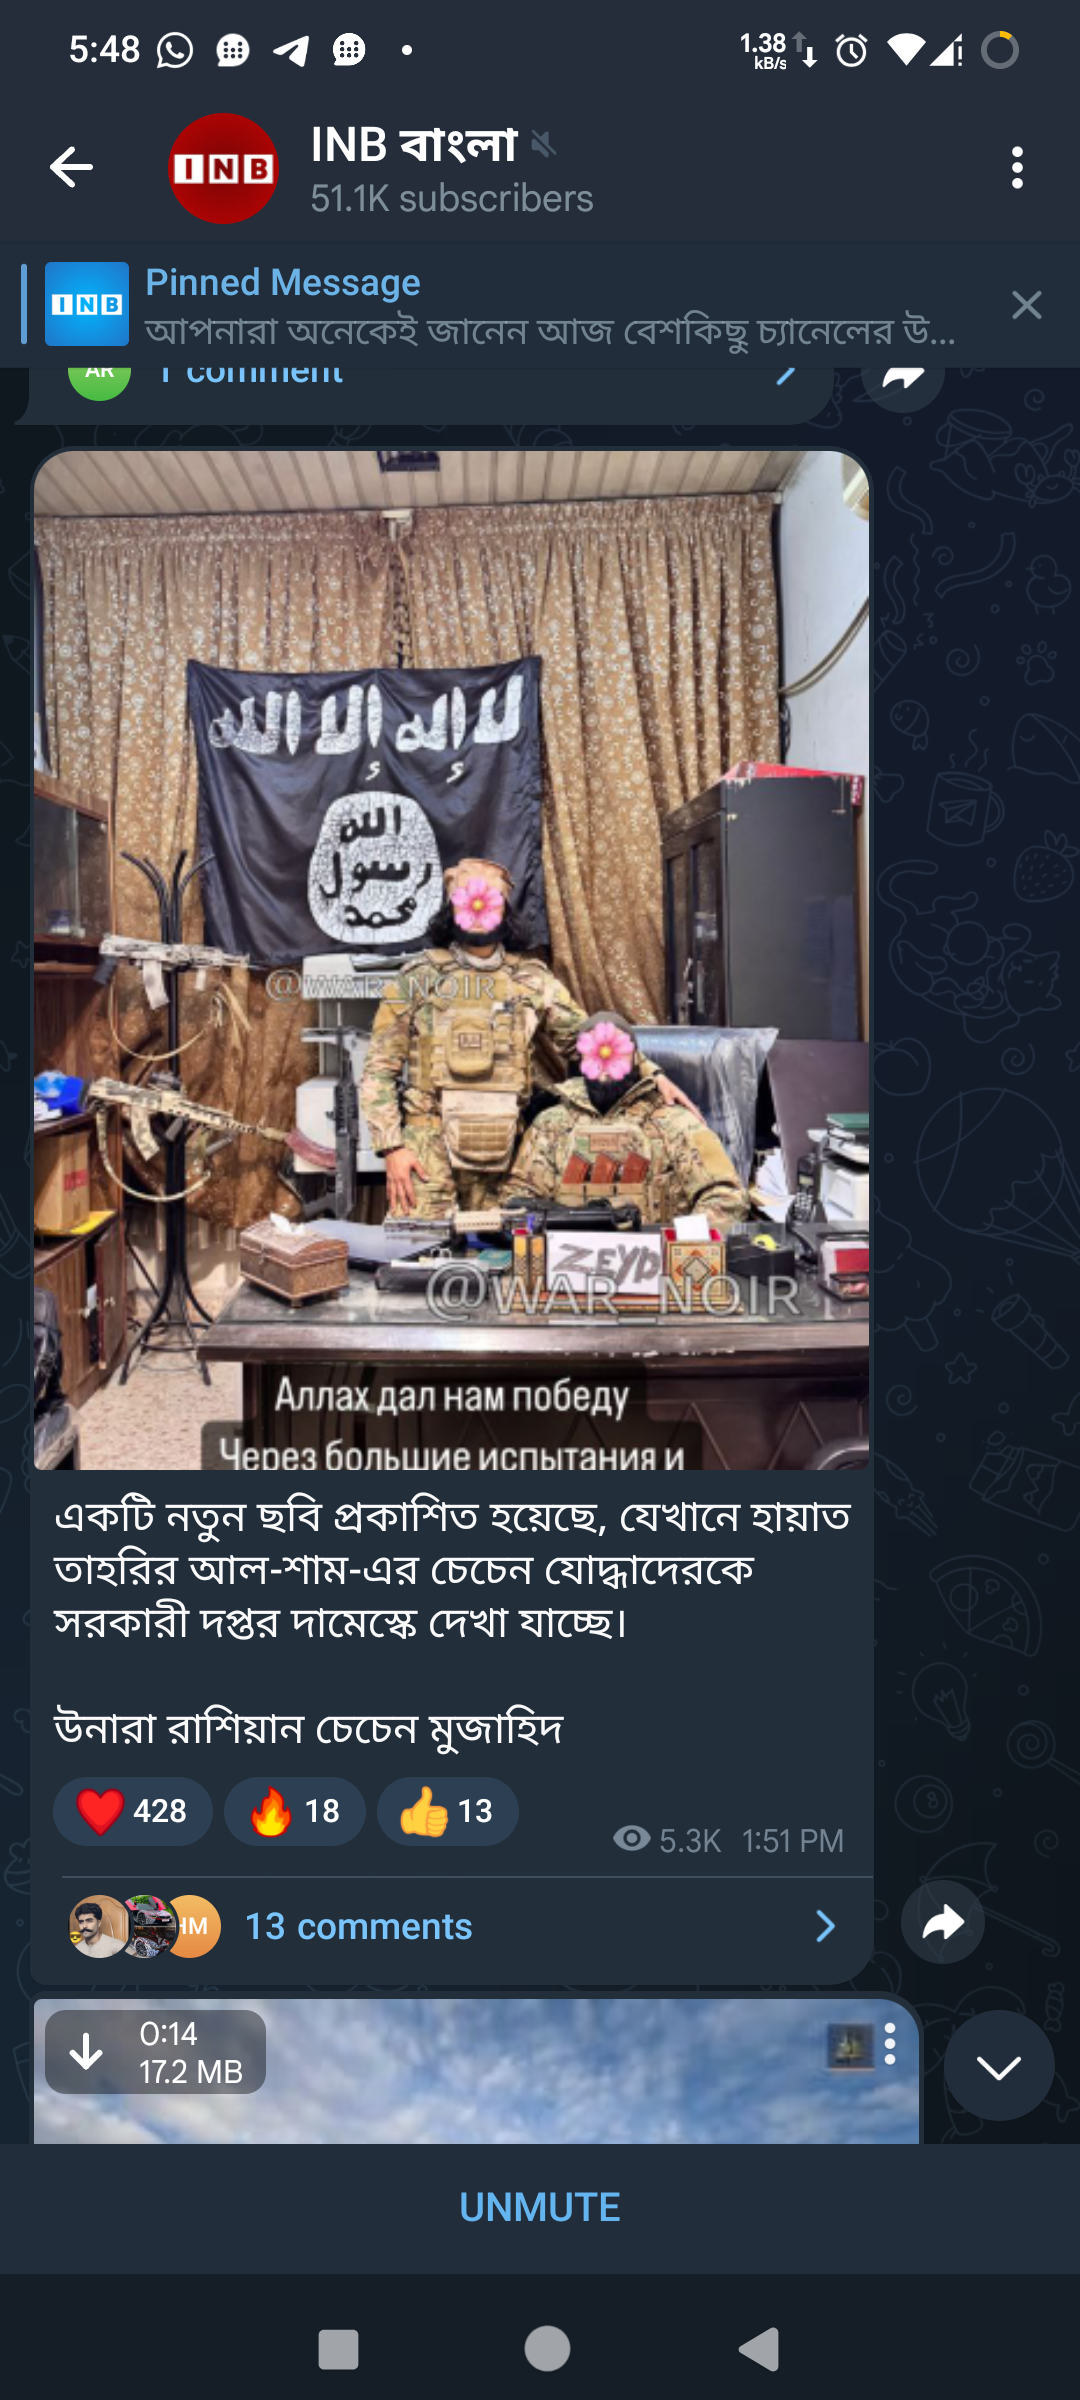 5:48
1.38 kB/s
INB
INB বাংলা
51.1K subscribers
INB
Pinned Message
আপনারা অনেকেই জানেন আজ বেশকিছু চ্যানেলের উ...
AR
1 comment
لا إله إلا الله
الله
رسول
محمد
@WAR_NOIR
ZEYD
@WAR_NOIR
Аллах дал нам победу
Через большие испытания и
একটি নতুন ছবি প্রকাশিত হয়েছে, যেখানে হায়াত
তাহরির আল-শাম-এর চেচেন যোদ্ধাদেরকে
সরকারী দপ্তর দামেস্কে দেখা যাচ্ছে।
উনারা রাশিয়ান চেচেন মুজাহিদ
428 18 13
5.3K 1:51 PM
HM
13 comments
0:14
17.2 MB
UNMUTE